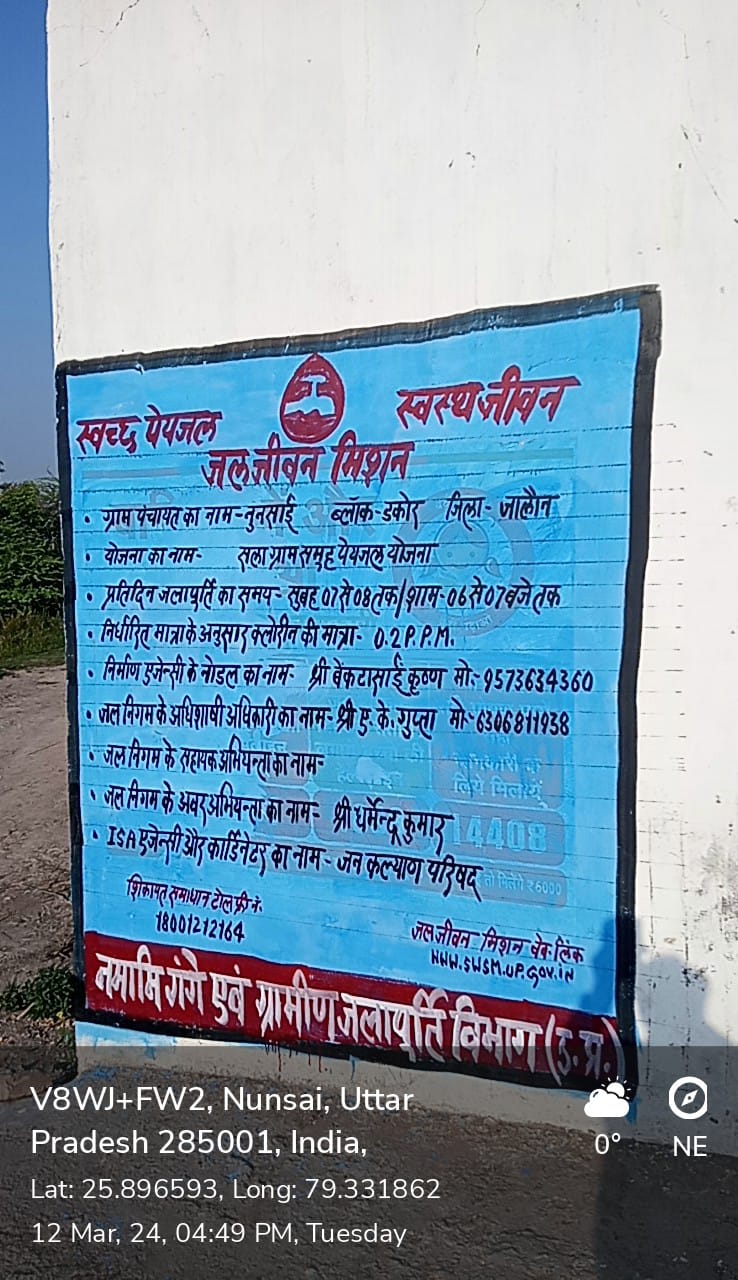 स्वच्छ पेयजल
स्वस्थ जीवन
जल जीवन मिशन
• ग्राम पंचायत का नाम- नुनसाई ब्लॉक- डकोर जिला- जालौन
• योजना का नाम- सला ग्राम समूह पेयजल योजना
• प्रतिदिन जलापूर्ति का समय- सुबह 07 से 08 तक/शाम- 06 से 07 बजे तक
• निर्धारित मात्रा के अनुसार क्लोरीन की मात्रा- 0.2 P.P.M.
• निर्माण एजेन्सी के नोडल का नाम- श्री वेंकटासाई कृष्ण मो:- 9573634360
• जल निगम के अधिशाषी अधिकारी का नाम- श्री ए. के. गुप्ता मो:- 6306811938
• जल निगम के सहायक अभियन्ता का नाम-
• जल निगम के अवर अभियन्ता का नाम- श्री धर्मेन्द्र कुमार
• ISA एजेन्सी और कार्डिनेटर का नाम- जन कल्याण परिषद्
शिकायत समाधान टोल फ्री नं.
18001212164
जल जीवन मिशन वेब लिंक
WWW.SWSM.UP.GOV.IN
नमामि गंगे एवं ग्रामीण जलापूर्ति विभाग (उ.प्र.)
14408
V8WJ+FW2, Nunsai, Uttar
Pradesh 285001, India,
Lat: 25.896593, Long: 79.331862
12 Mar, 24, 04:49 PM, Tuesday
0°
NE